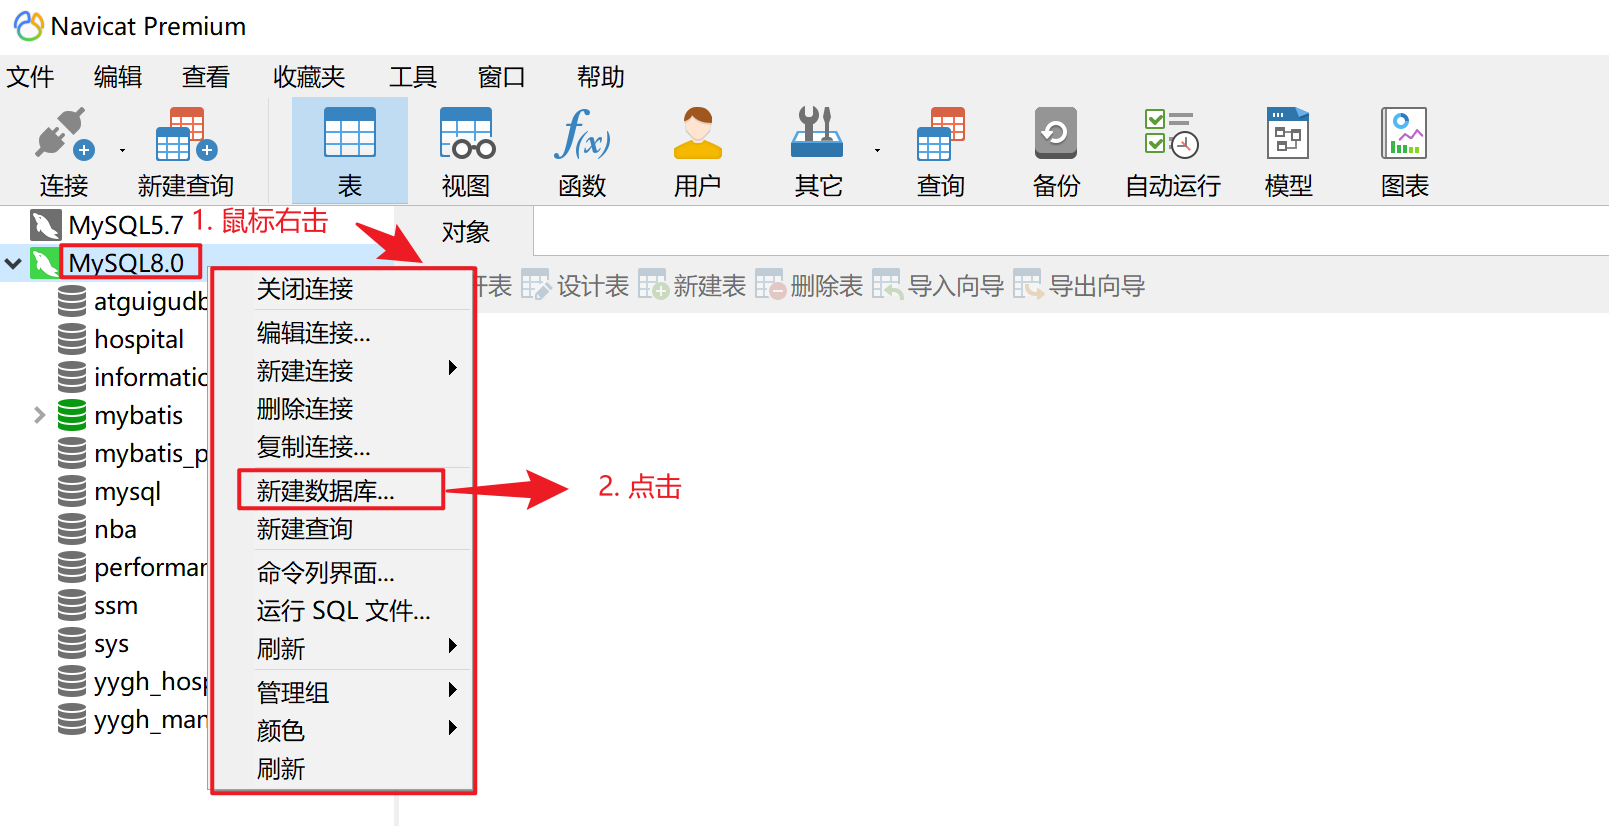 Navicat Premium
文件 编辑 查看 收藏夹 工具 窗口 帮助
连接 新建查询 表 视图 函数 用户 其它 查询 备份 自动运行 模型 图表
MySQL5.7 1. 鼠标右击 对象
MySQL8.0
开表 设计表 新建表 删除表 导入向导 导出向导
关闭连接
编辑连接...
新建连接
删除连接
复制连接...
新建数据库... 2. 点击
新建查询
命令列界面...
运行 SQL 文件...
刷新
管理组
颜色
刷新
atguigudb
hospital
informatic
mybatis
mybatis_p
mysql
nba
performar
ssm
sys
yygh_hosp
yygh_man